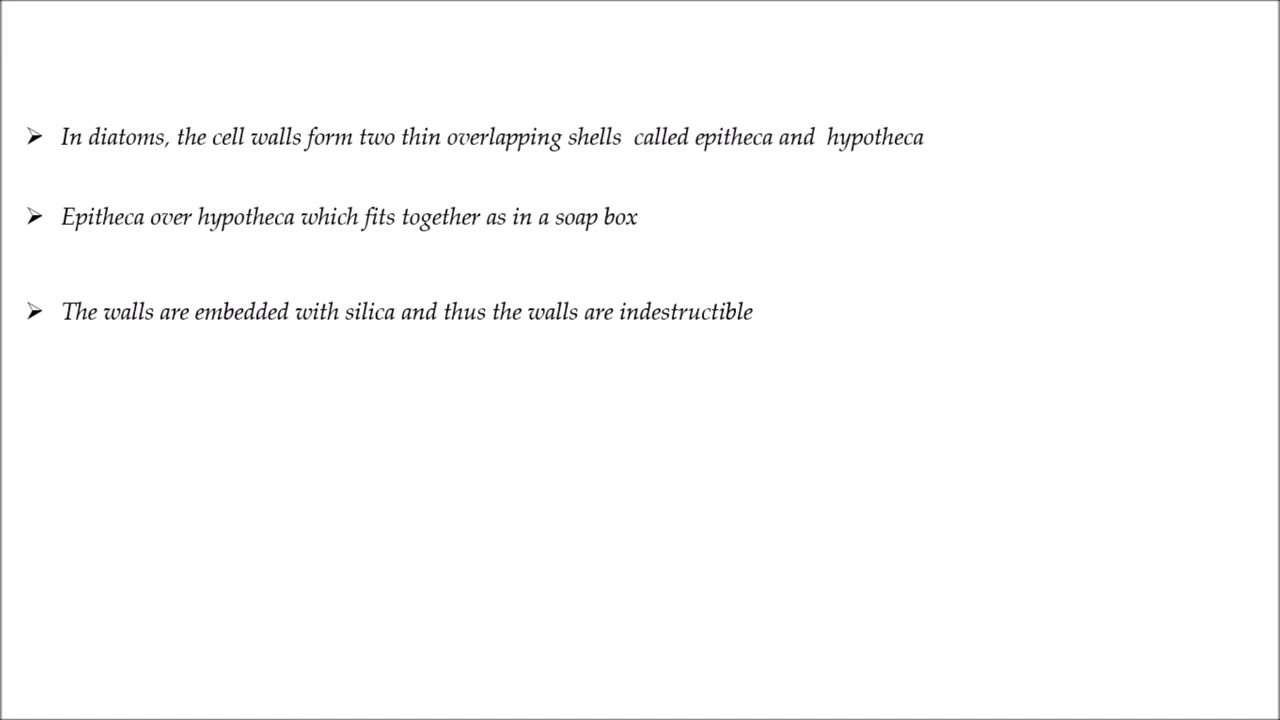 ➢ In diatoms, the cell walls form two thin overlapping shells  called epitheca and  hypotheca
➢ Epitheca over hypotheca which fits together as in a soap box
➢ The walls are embedded with silica and thus the walls are indestructible